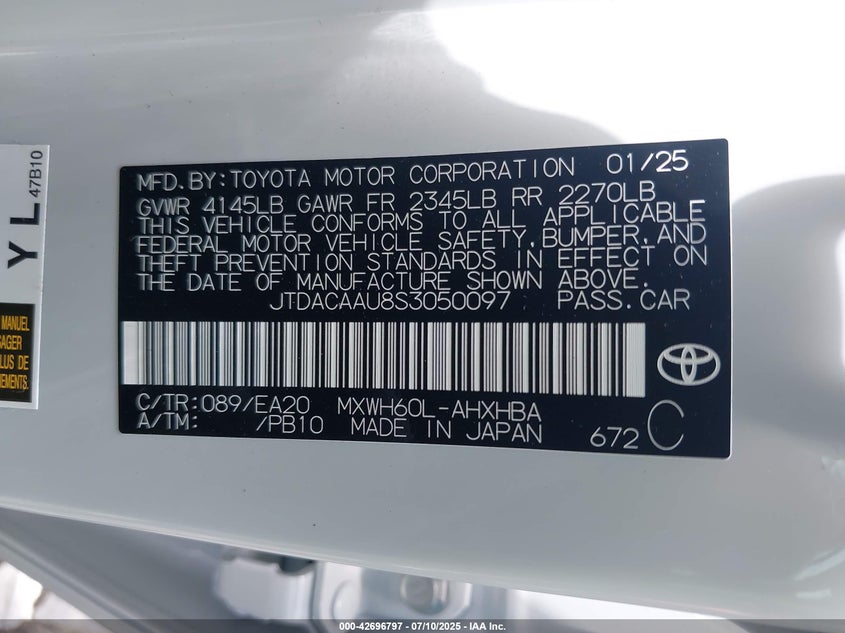 MFD.BY:TOYOTA MOTOR CORPORATION 01/25
GVWR 4145LB GAWR FR 2345LB RR 2270LB
THIS VEHICLE CONFORMS TO ALL APPLICABLE
FEDERAL MOTOR VEHICLE SAFETY,BUMPER,AND
THEFT PREVENTION STANDARDS IN EFFECT ON
THE DATE OF MANUFACTURE SHOWN ABOVE.
JTDACAAU8S3050097 PASS.CAR
C/TR:089/EA20 MXWH60L-AHXHBA
A/TM: /PB10 MADE IN JAPAN 672 C
YL
47B10
MANUEL
LUS DE
000-42696797 - 07/10/2025 - IAA Inc.